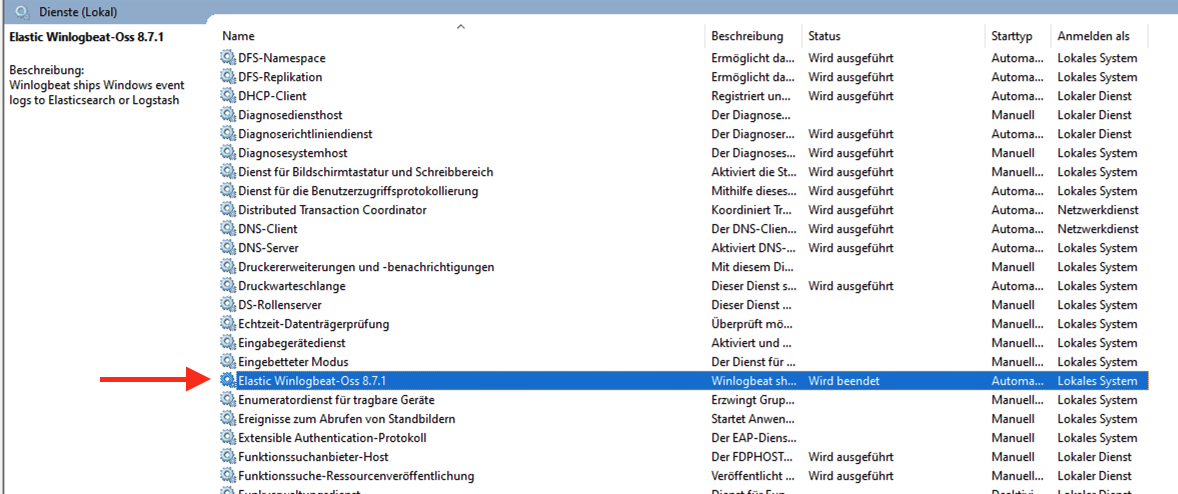 Dienste (Lokal)
Elastic Winlogbeat-Oss 8.7.1
Beschreibung:
Winlogbeat ships Windows event
logs to Elasticsearch or Logstash
Name Beschreibung Status Starttyp Anmelden als
DFS-Namespace Ermöglicht da... Wird ausgeführt Automa... Lokales System
DFS-Replikation Ermöglicht da... Wird ausgeführt Automa... Lokales System
DHCP-Client Registriert un... Wird ausgeführt Automa... Lokaler Dienst
Diagnosediensthost Der Diagnose... Manuell Lokaler Dienst
Diagnoserichtliniendienst Der Diagnoser... Wird ausgeführt Automa... Lokaler Dienst
Diagnosesystemhost Der Diagnoses... Wird ausgeführt Manuell Lokales System
Dienst für Bildschirmtastatur und Schreibbereich Aktiviert die St... Wird ausgeführt Manuell... Lokales System
Dienst für die Benutzerzugriffsprotokollierung Mithilfe dieses... Wird ausgeführt Automa... Lokales System
Distributed Transaction Coordinator Koordiniert Tr... Wird ausgeführt Automa... Netzwerkdienst
DNS-Client Der DNS-Clien... Wird ausgeführt Automa... Netzwerkdienst
DNS-Server Aktiviert DNS-... Wird ausgeführt Automa... Lokales System
Druckererweiterungen und -benachrichtigungen Mit diesem Di... Manuell Lokales System
Druckwarteschlange Dieser Dienst s... Wird ausgeführt Automa... Lokales System
DS-Rollenserver Dieser Dienst ... Manuell Lokales System
Echtzeit-Datenträgerprüfung Überprüft mö... Manuell... Lokales System
Eingabegerätedienst Aktiviert und ... Manuell... Lokales System
Eingebetteter Modus Der Dienst für ... Manuell... Lokales System
Elastic Winlogbeat-Oss 8.7.1 Winlogbeat sh... Wird beendet Automa... Lokales System
Enumeratordienst für tragbare Geräte Erzwingt Grup... Manuell... Lokales System
Ereignisse zum Abrufen von Standbildern Startet Anwen... Manuell Lokales System
Extensible Authentication-Protokoll Der EAP-Diens... Manuell Lokales System
Funktionssuchanbieter-Host Der FDPHOST... Wird ausgeführt Manuell Lokaler Dienst
Funktionssuche-Ressourcenveröffentlichung Veröffentlicht ... Wird ausgeführt Manuell... Lokaler Dienst